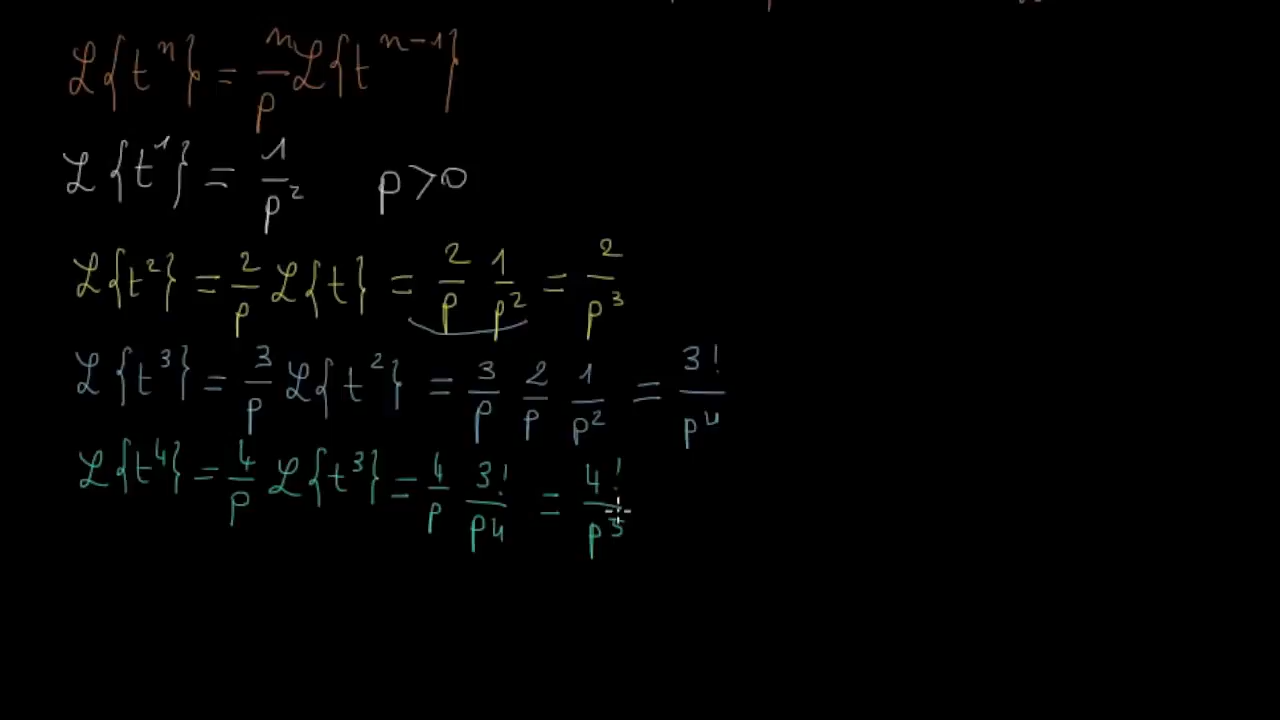 ℒ{tⁿ} = n/p ℒ{tⁿ⁻¹}
ℒ{t¹} = 1/p² p > 0
ℒ{t²} = 2/p ℒ{t} = 2/p 1/p² = 2/p³
ℒ{t³} = 3/p ℒ{t²} = 3/p 2/p 1/p² = 3!/p⁴
ℒ{t⁴} = 4/p ℒ{t³} = 4/p 3!/p⁴ = 4!/p⁵